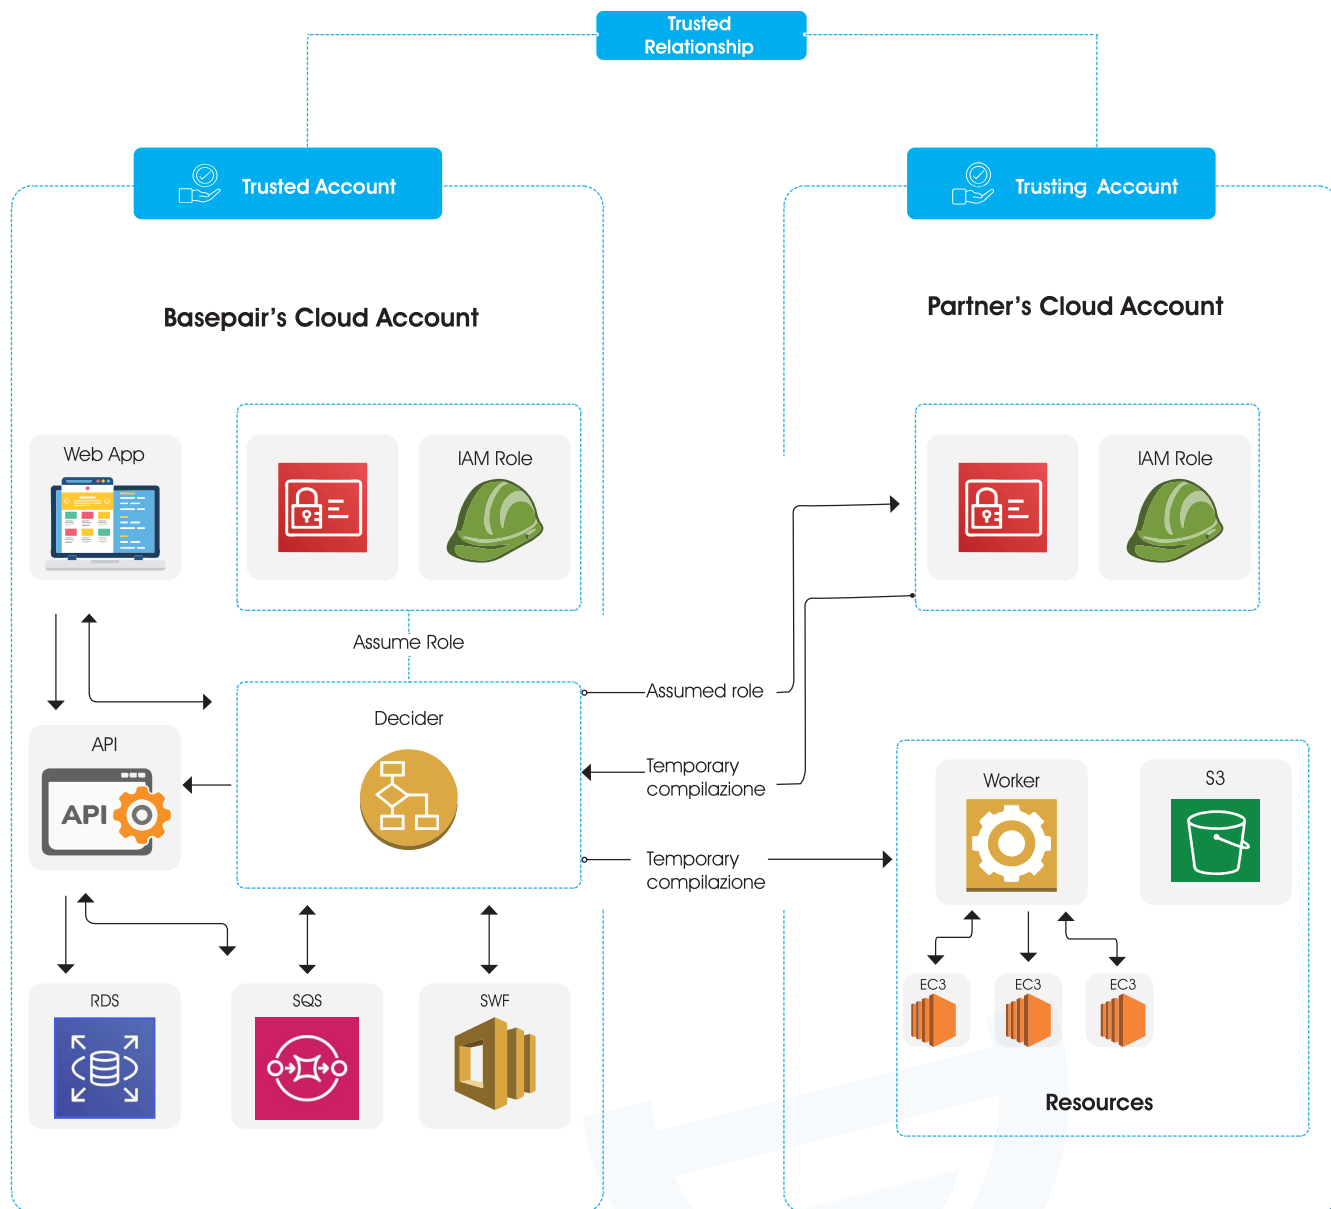 Trusted
Relationship
Trusted Account
Trusting Account
Basepair's Cloud Account
Partner's Cloud Account
Web App
IAM Role
IAM Role
Assume Role
Assumed role
Decider
API
API
Temporary
compilazione
Temporary
compilazione
Worker
S3
EC3
EC3
EC3
RDS
SQS
SWF
Resources